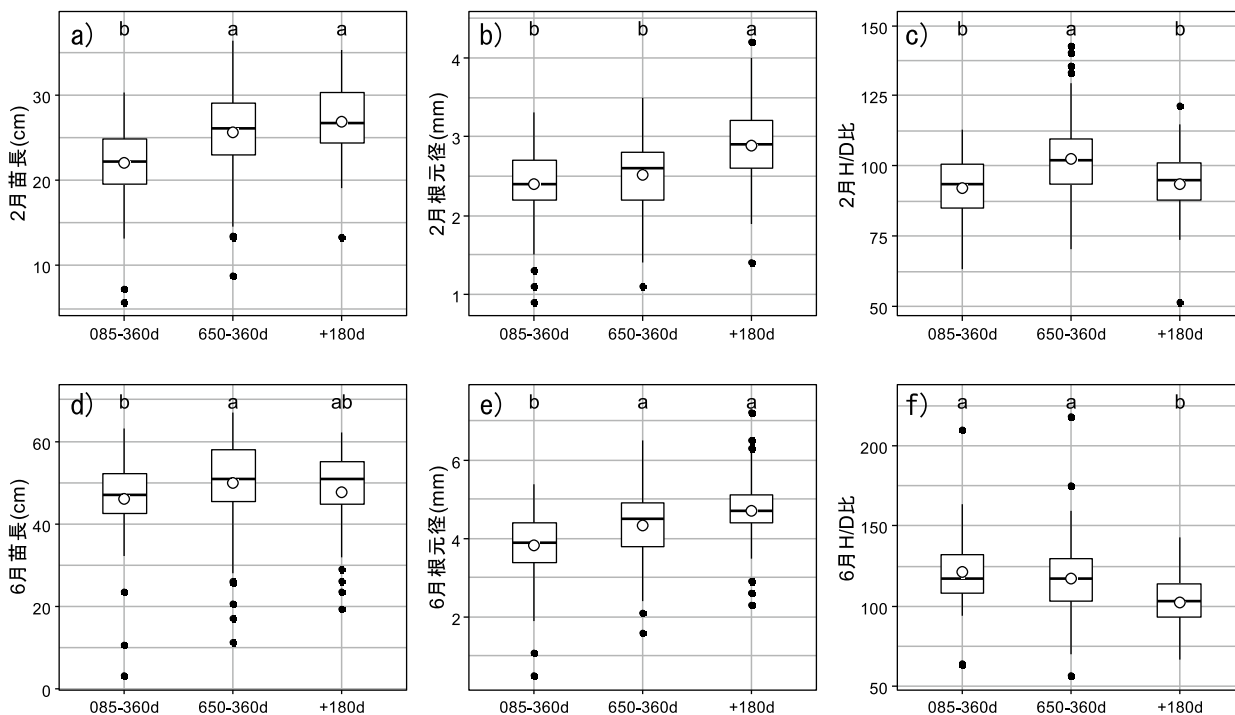 a)
b a a
2月苗長(cm)
30
20
10
085-360d 650-360d +180d
b)
b b a
2月根元径(mm)
4
3
2
1
085-360d 650-360d +180d
c)
b a b
2月H/D比
150
125
100
75
50
085-360d 650-360d +180d
d)
b a ab
6月苗長(cm)
60
40
20
0
085-360d 650-360d +180d
e)
b a a
6月根元径(mm)
6
4
2
085-360d 650-360d +180d
f)
a a b
6月H/D比
200
150
100
50
085-360d 650-360d +180d